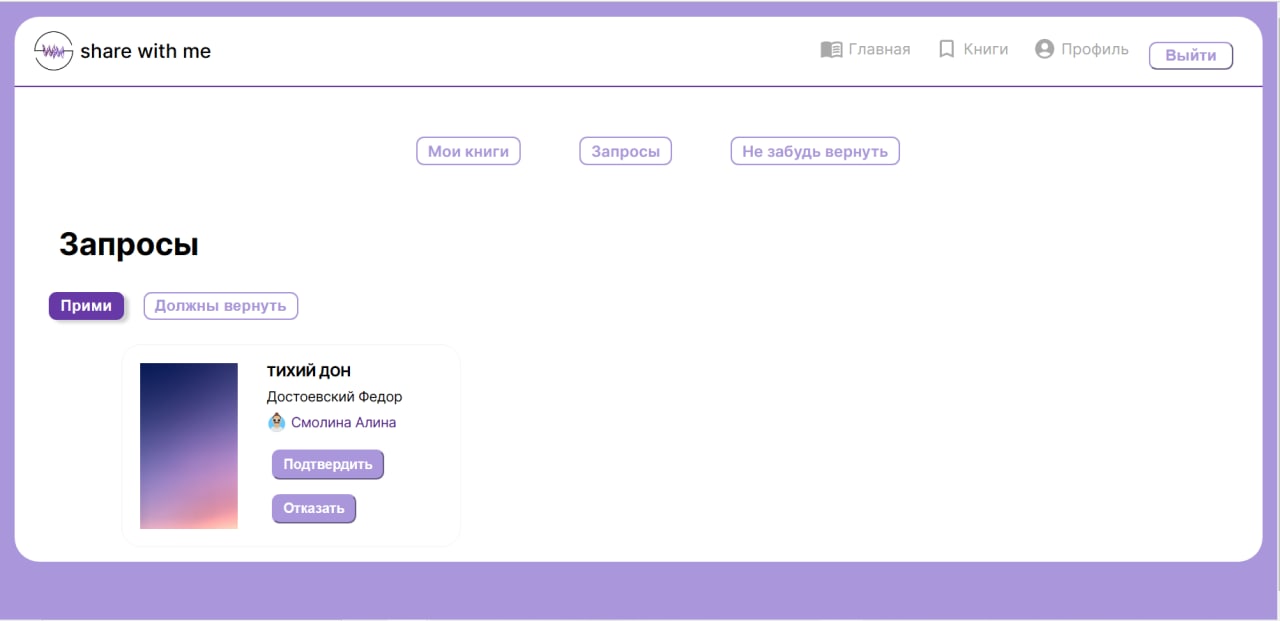 share with me
Главная Книги Профиль Выйти
Мои книги Запросы Не забудь вернуть
Запросы
Прими Должны вернуть
ТИХИЙ ДОН
Достоевский Федор
Смолина Алина
Подтвердить
Отказать